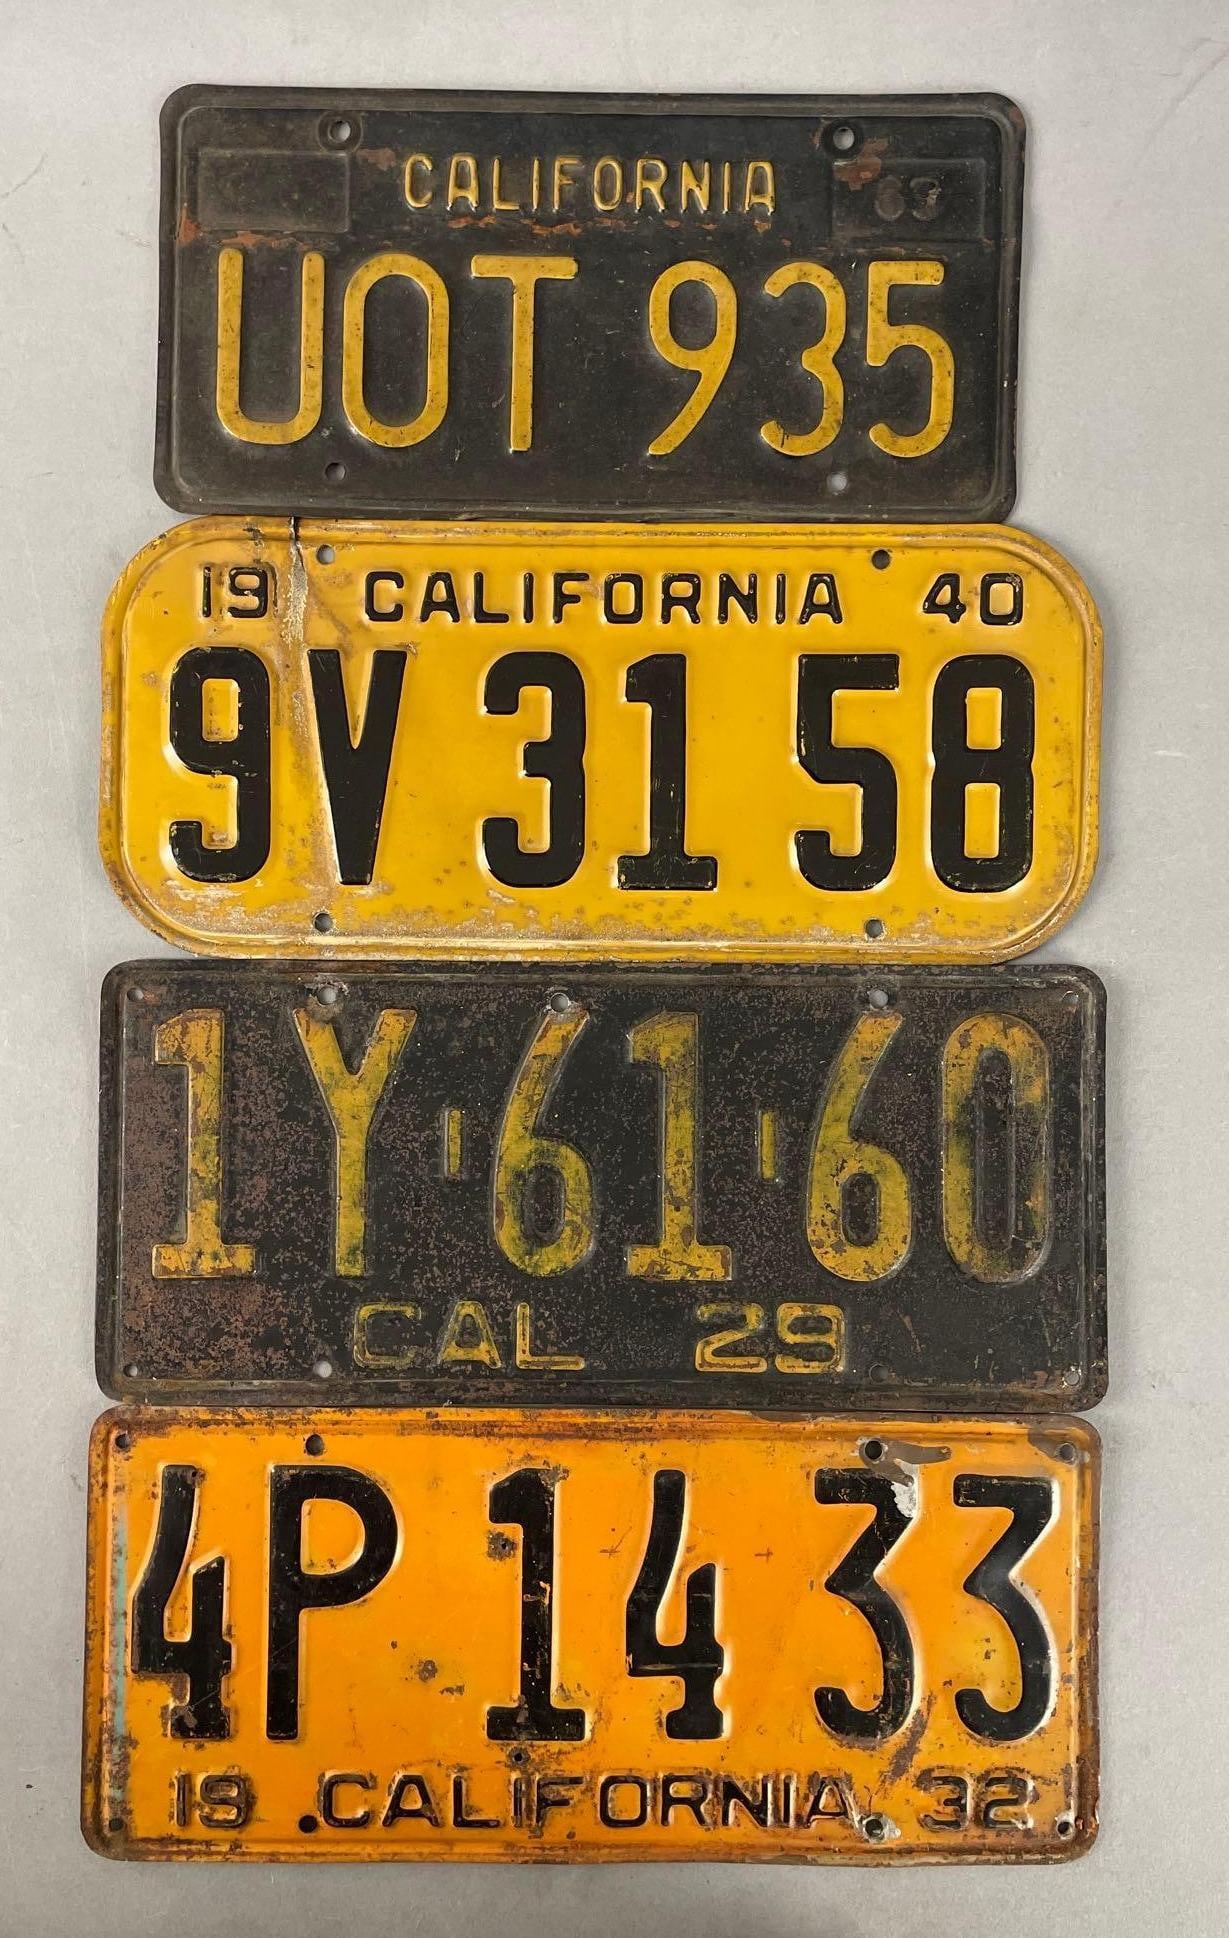 CALIFORNIA 63
UOT 935
19 CALIFORNIA 40
9V 31 58
1Y-61-60
CAL 29
4P 14 33
19 CALIFORNIA 32